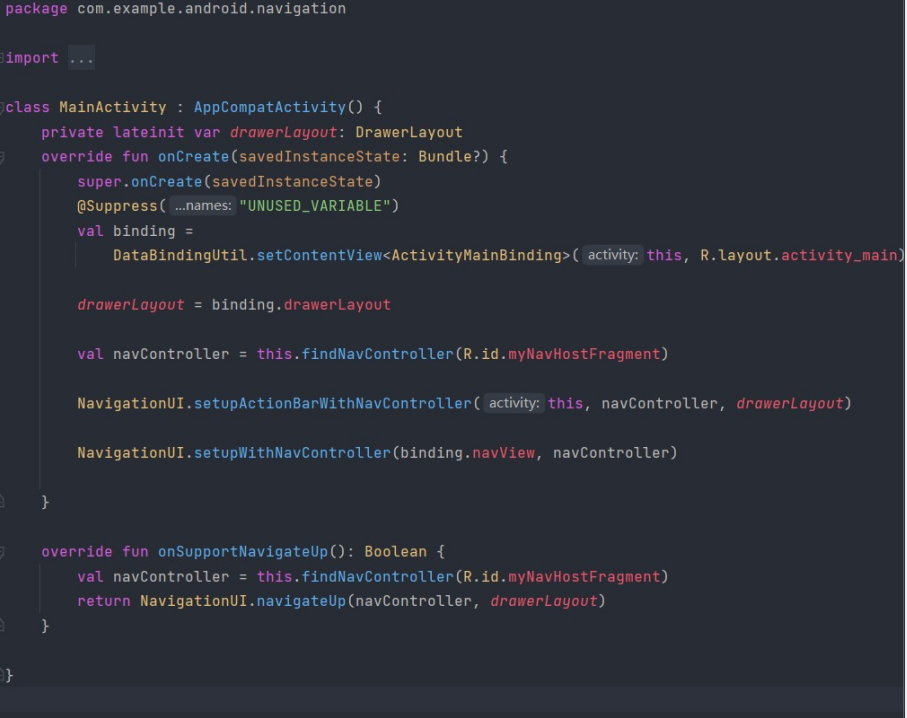 package com.example.android.navigation
import ...
class MainActivity : AppCompatActivity() {
private lateinit var drawerLayout: DrawerLayout
override fun onCreate(savedInstanceState: Bundle?) {
super.onCreate(savedInstanceState)
@Suppress( ...names: "UNUSED_VARIABLE")
val binding =
DataBindingUtil.setContentView<ActivityMainBinding>( activity: this, R.layout.activity_main)
drawerLayout = binding.drawerLayout
val navController = this.findNavController(R.id.myNavHostFragment)
NavigationUI.setupActionBarWithNavController( activity: this, navController, drawerLayout)
NavigationUI.setupWithNavController(binding.navView, navController)
}
override fun onSupportNavigateUp(): Boolean {
val navController = this.findNavController(R.id.myNavHostFragment)
return NavigationUI.navigateUp(navController, drawerLayout)
}
}